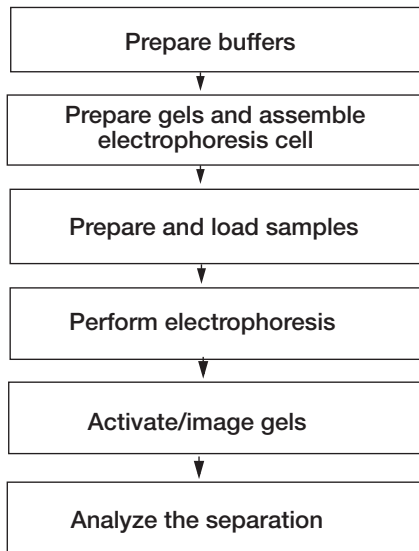 Prepare buffers
Prepare gels and assemble
electrophoresis cell
Prepare and load samples
Perform electrophoresis
Activate/image gels
Analyze the separation